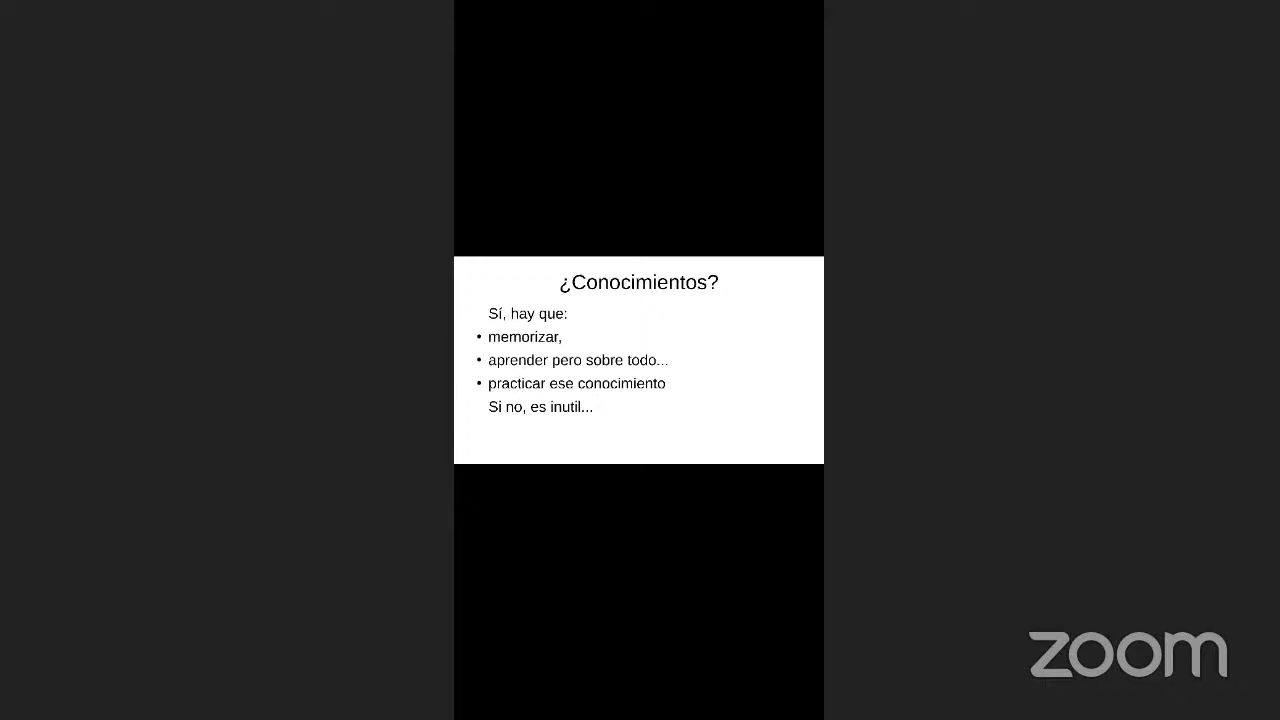 ¿Conocimientos?
Sí, hay que:
• memorizar,
• aprender pero sobre todo...
• practicar ese conocimiento
Si no, es inutil...
zoom